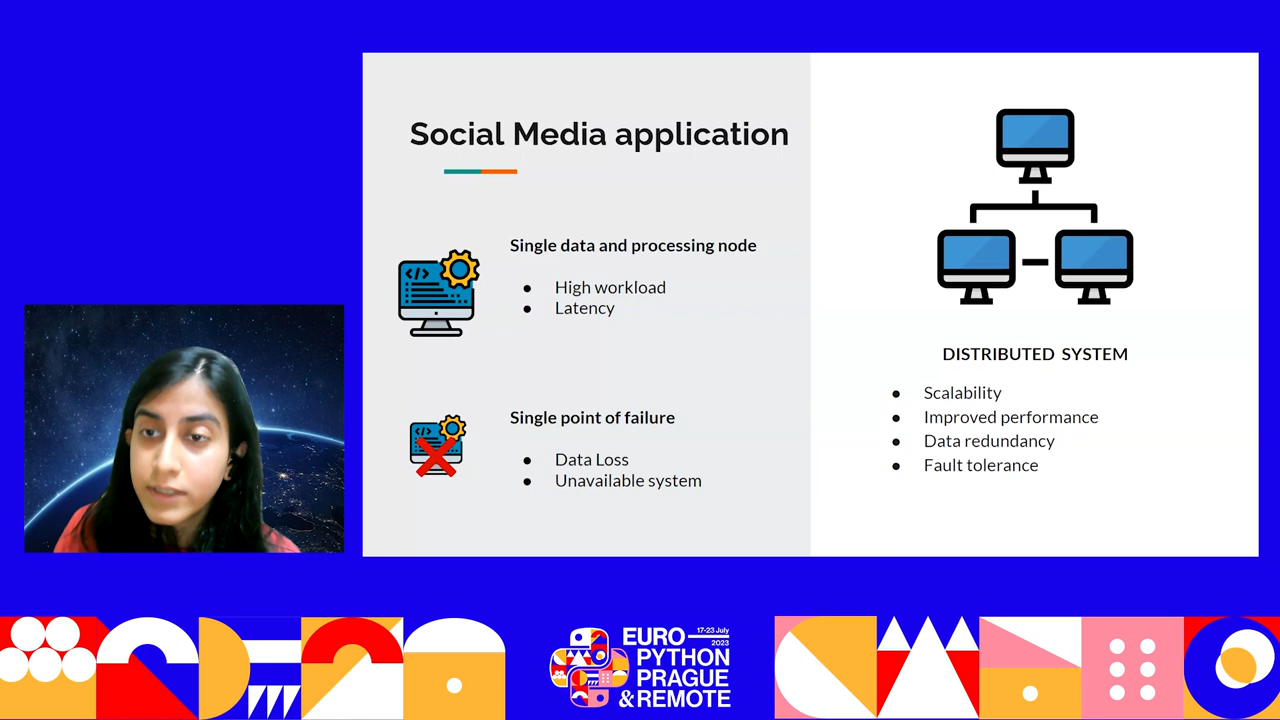 Social Media application
Single data and processing node
● High workload
● Latency
Single point of failure
● Data Loss
● Unavailable system
DISTRIBUTED SYSTEM
● Scalability
● Improved performance
● Data redundancy
● Fault tolerance
</>
</>
EURO 17-23 July
2023
PYTHON
PRAGUE
& REMOTE